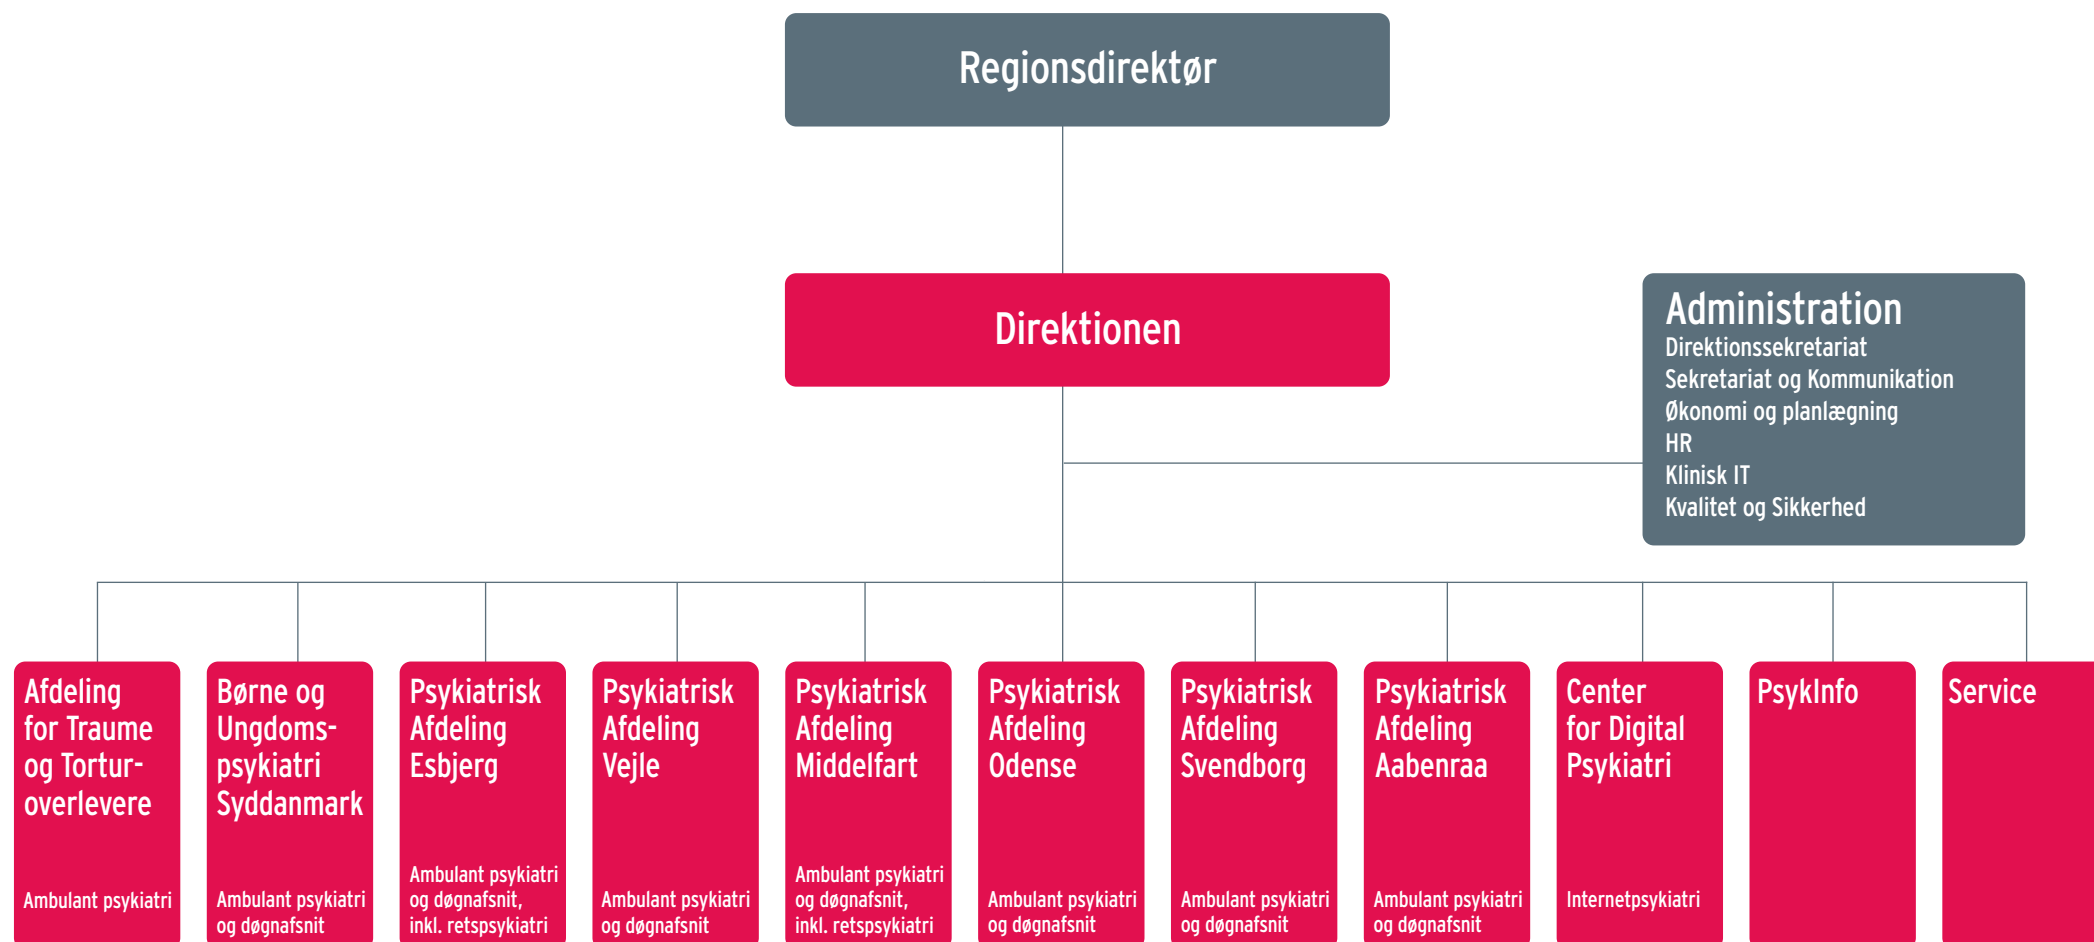 Regionsdirektør
Direktionen
Administration
Direktionssekretariat
Sekretariat og Kommunikation
Økonomi og planlægning
HR
Klinisk IT
Kvalitet og Sikkerhed
Afdeling
for Traume
og Tortur-
overlevere
Ambulant psykiatri
Børne og
Ungdoms-
psykiatri
Syddanmark
Ambulant psykiatri
og døgnafsnit
Psykiatrisk
Afdeling
Esbjerg
Ambulant psykiatri
og døgnafsnit,
inkl. retspsykiatri
Psykiatrisk
Afdeling
Vejle
Ambulant psykiatri
og døgnafsnit
Psykiatrisk
Afdeling
Middelfart
Ambulant psykiatri
og døgnafsnit,
inkl. retspsykiatri
Psykiatrisk
Afdeling
Odense
Ambulant psykiatri
og døgnafsnit
Psykiatrisk
Afdeling
Svendborg
Ambulant psykiatri
og døgnafsnit
Psykiatrisk
Afdeling
Aabenraa
Ambulant psykiatri
og døgnafsnit
Center
for Digital
Psykiatri
Internetpsykiatri
PsykInfo
Service